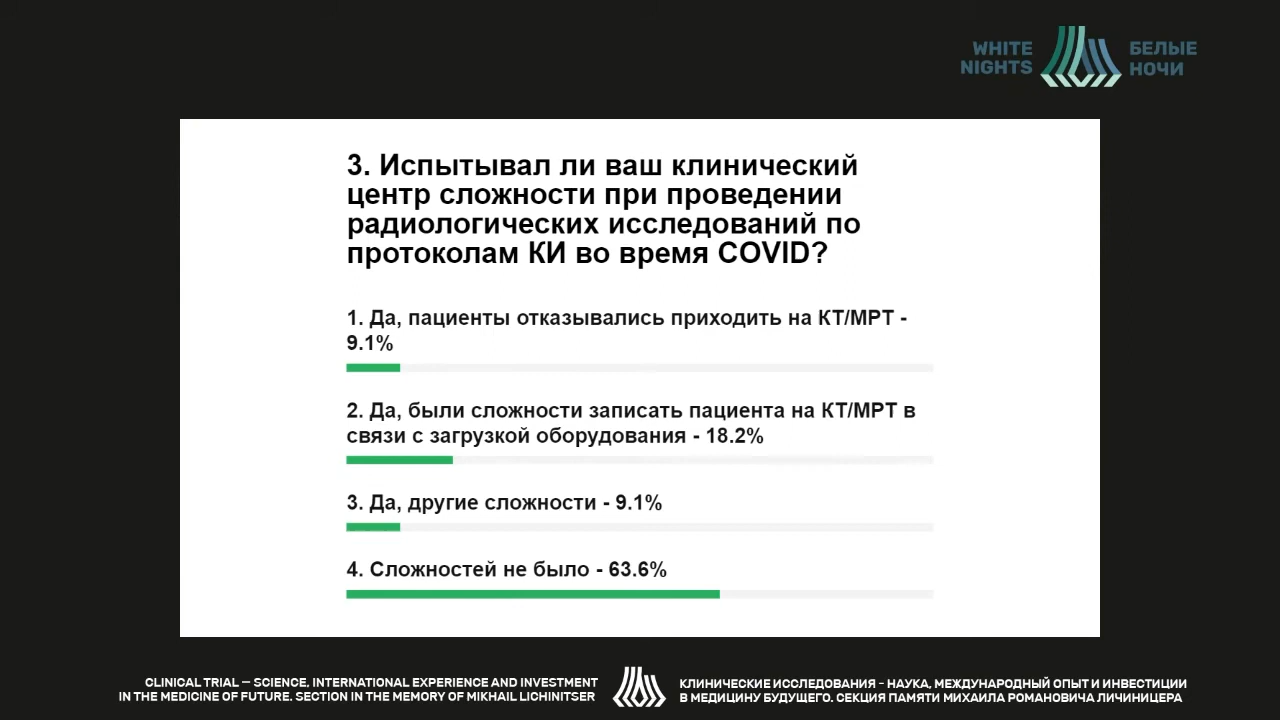 WHITE
NIGHTS
БЕЛЫЕ
НОЧИ
3. Испытывал ли ваш клинический
центр сложности при проведении
радиологических исследований по
протоколам КИ во время COVID?
1. Да, пациенты отказывались приходить на КТ/МРТ -
9.1%
2. Да, были сложности записать пациента на КТ/МРТ в
связи с загрузкой оборудования - 18.2%
3. Да, другие сложности - 9.1%
4. Сложностей не было - 63.6%
CLINICAL TRIAL — SCIENCE, INTERNATIONAL EXPERIENCE AND INVESTMENT
IN THE MEDICINE OF FUTURE. SECTION IN THE MEMORY OF MIKHAIL LICHINITSER
КЛИНИЧЕСКИЕ ИССЛЕДОВАНИЯ - НАУКА, МЕЖДУНАРОДНЫЙ ОПЫТ И ИНВЕСТИЦИИ
В МЕДИЦИНУ БУДУЩЕГО. СЕКЦИЯ ПАМЯТИ МИХАИЛА РОМАНОВИЧА ЛИЧИНИЦЕРА